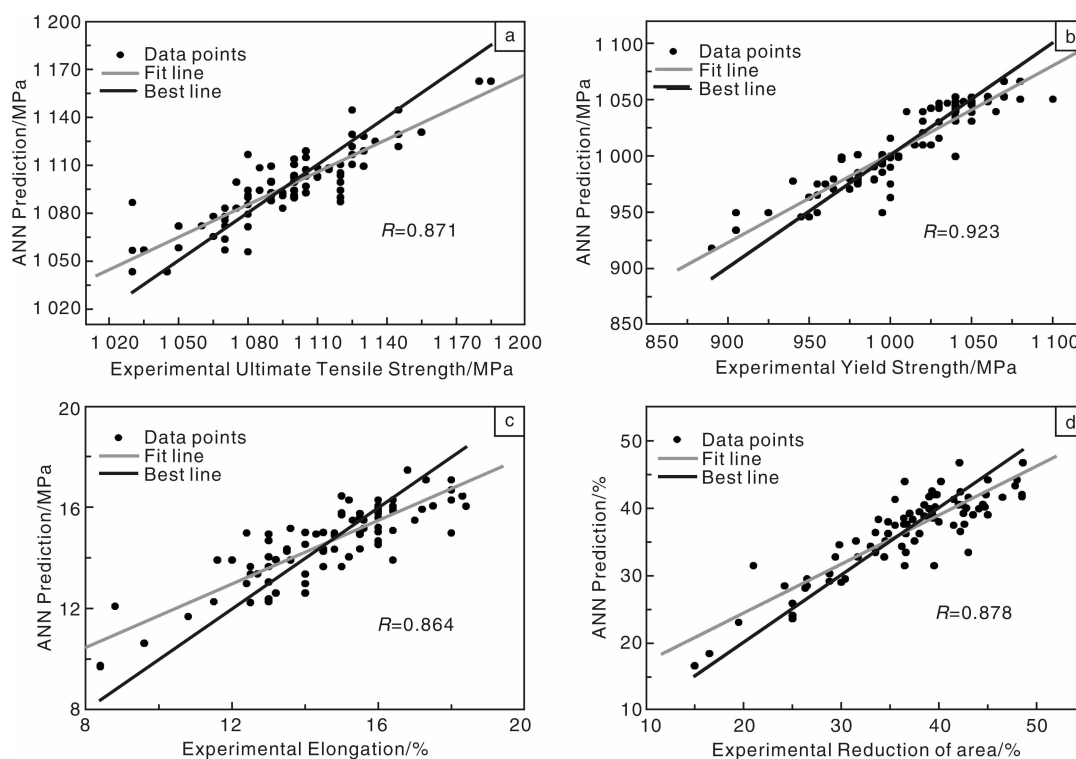 1 200
1 170
1 140
1 110
1 080
1 050
1 020
ANN Prediction/MPa
a
Data points
Fit line
Best line
R=0.871
1 020 1 050 1 080 1 110 1 140 1 170 1 200
Experimental Ultimate Tensile Strength/MPa
1 100
1 050
1 000
950
900
850
ANN Prediction/MPa
b
Data points
Fit line
Best line
R=0.923
850 900 950 1 000 1 050 1 100
Experimental Yield Strength/MPa
20
16
12
8
ANN Prediction/MPa
c
Data points
Fit line
Best line
R=0.864
8 12 16 20
Experimental Elongation/%
50
40
30
20
10
ANN Prediction/%
d
Data points
Fit line
Best line
R=0.878
10 20 30 40 50
Experimental Reduction of area/%